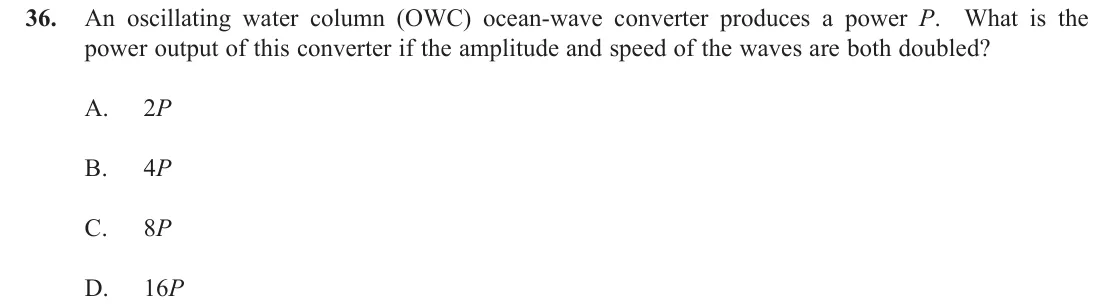 36. An oscillating water column (OWC) ocean-wave converter produces a power P. What is the
power output of this converter if the amplitude and speed of the waves are both doubled?
A. 2P
B. 4P
C. 8P
D. 16P